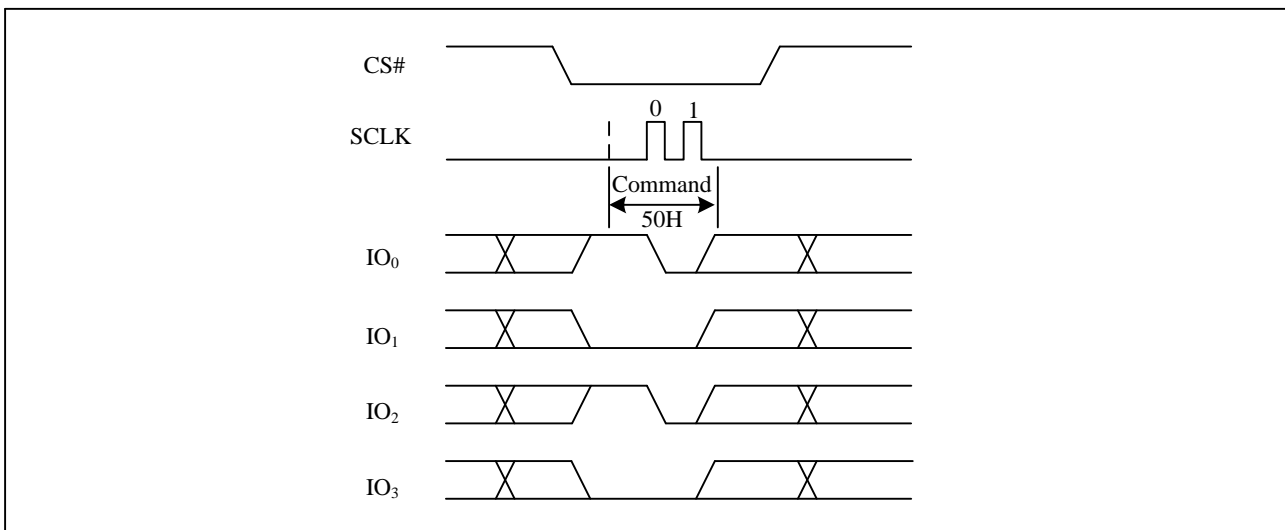 CS#
0 1
SCLK
Command
50H
IO₀
IO₁
IO₂
IO₃